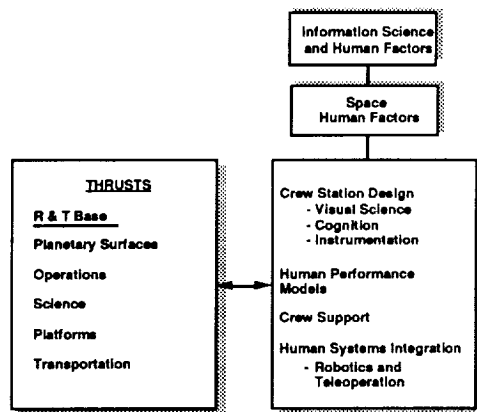 Information Science
and Human Factors
Space
Human Factors
THRUSTS
R & T Base
Planetary Surfaces
Operations
Science
Platforms
Transportation
Crew Station Design
- Visual Science
- Cognition
- Instrumentation
Human Performance
Models
Crew Support
Human Systems Integration
- Robotics and
Teleoperation